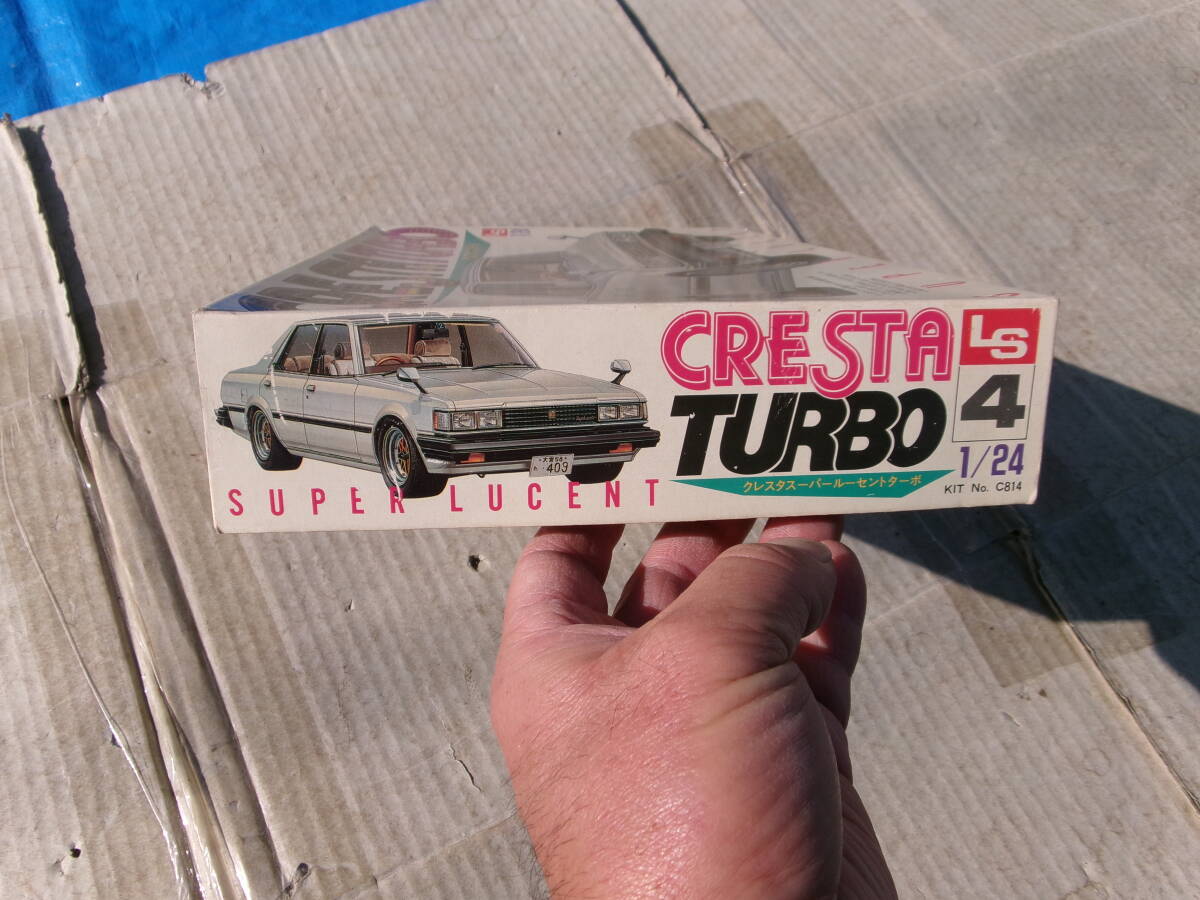 CRESTA
TURBO
クレスタスーパールーセントターボ
SUPER LUCENT
LS
4
1/24
KIT No. C814
409